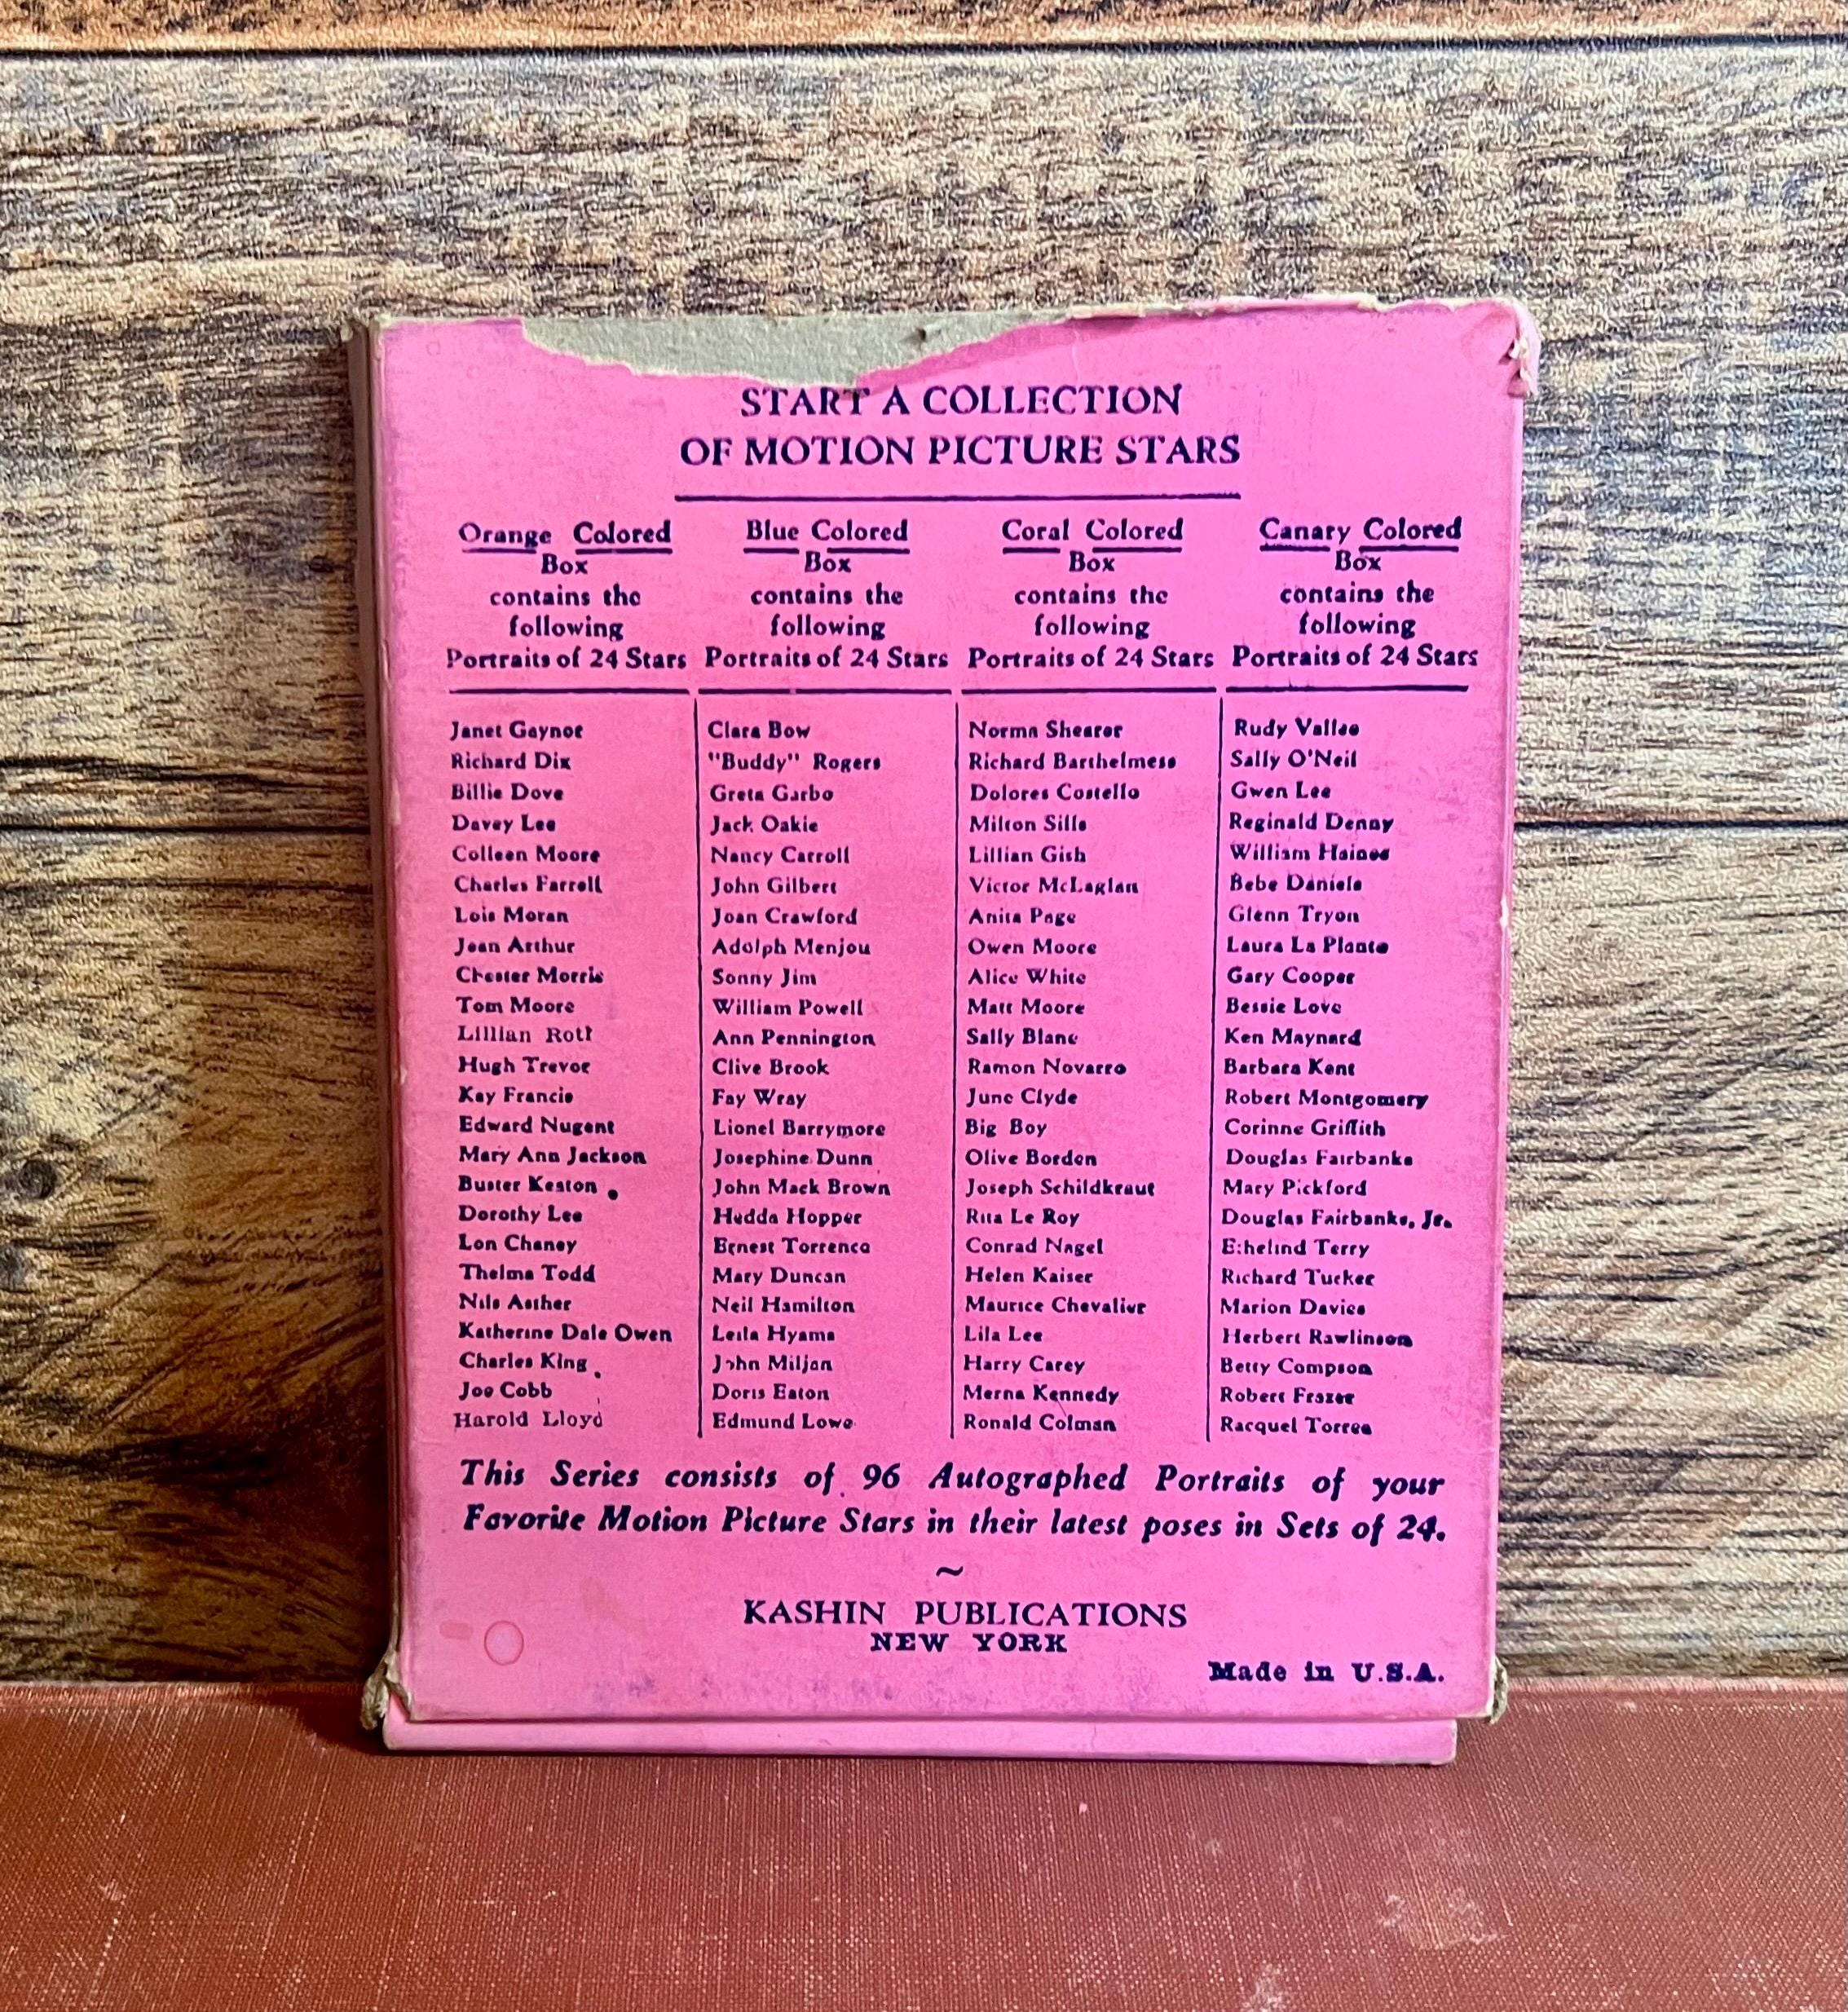 START A COLLECTION
OF MOTION PICTURE STARS
Orange Colored
Box
contains the
following
Portraits of 24 Stars
Janet Gaynor
Richard Dix
Billie Dove
Davey Lee
Colleen Moore
Charles Farrell
Lois Moran
Jean Arthur
Chester Morris
Tom Moore
Lillian Roth
Hugh Trevor
Kay Francis
Edward Nugent
Mary Ann Jackson
Buster Keaton
Dorothy Lee
Lon Chaney
Thelma Todd
Nils Asther
Katherine Dale Owen
Charles King
Joe Cobb
Harold Lloyd
Blue Colored
Box
contains the
following
Portraits of 24 Stars
Clara Bow
"Buddy" Rogers
Greta Garbo
Jack Oakie
Nancy Carroll
John Gilbert
Joan Crawford
Adolph Menjou
Sonny Jim
William Powell
Ann Pennington
Clive Brook
Fay Wray
Lionel Barrymore
Josephine Dunn
John Mack Brown
Hedda Hopper
Ernest Torrence
Mary Duncan
Neil Hamilton
Leila Hyams
John Miljan
Doris Eaton
Edmund Lowe
Coral Colored
Box
contains the
following
Portraits of 24 Stars
Norma Shearer
Richard Barthelmess
Dolores Costello
Milton Sills
Lillian Gish
Victor McLaglan
Anita Page
Owen Moore
Alice White
Matt Moore
Sally Blane
Ramon Novarro
June Clyde
Big Boy
Olive Borden
Joseph Schildkraut
Rita Le Roy
Conrad Nagel
Helen Kaiser
Maurice Chevalier
Lila Lee
Harry Carey
Merna Kennedy
Ronald Colman
Canary Colored
Box
contains the
following
Portraits of 24 Stars
Rudy Vallee
Sally O'Neil
Gwen Lee
Reginald Denny
William Haines
Bebe Daniels
Glenn Tryon
Laura La Plante
Gary Cooper
Bessie Love
Ken Maynard
Barbara Kent
Robert Montgomery
Corinne Griffith
Douglas Fairbanks
Mary Pickford
Douglas Fairbanks, Jr.
Ethelind Terry
Richard Tucker
Marion Davies
Herbert Rawlinson
Betty Compson
Robert Frazer
Racquel Torres
This Series consists of 96 Autographed Portraits of your
Favorite Motion Picture Stars in their latest poses in Sets of 24.
~
KASHIN PUBLICATIONS
NEW YORK
Made in U.S.A.